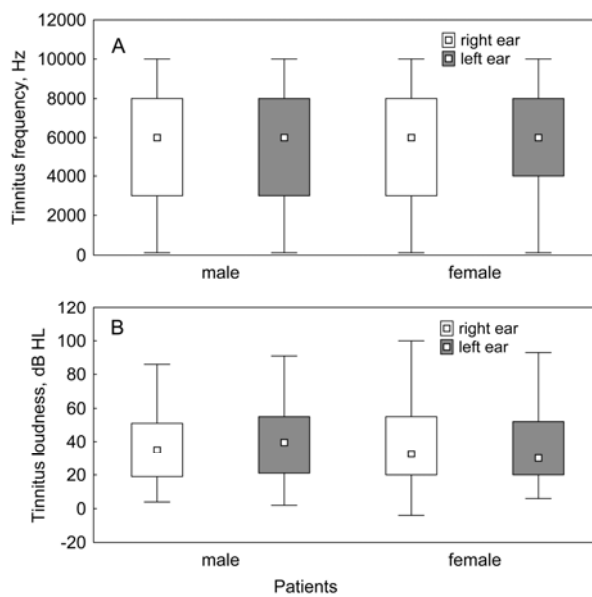 A
right ear
left ear
Tinnitus frequency, Hz
12000
10000
8000
6000
4000
2000
0
male female
B
right ear
left ear
Tinnitus loudness, dB HL
120
100
80
60
40
20
0
-20
male female
Patients